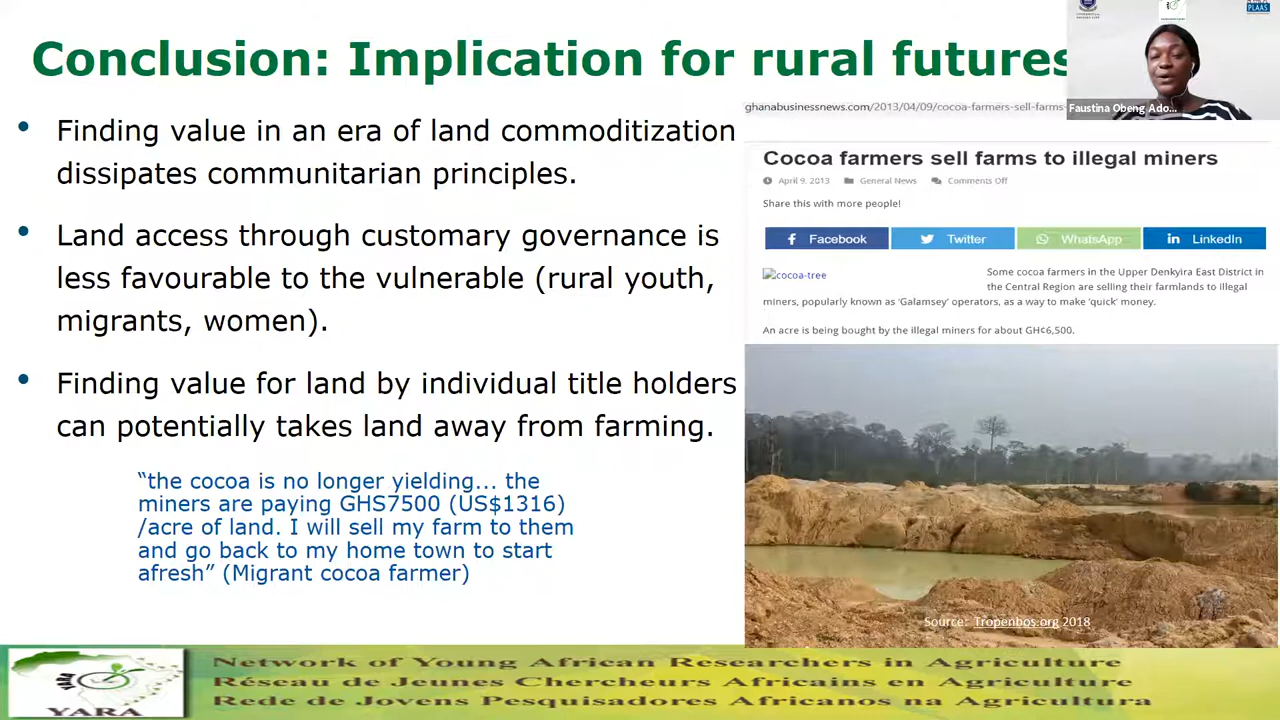 Conclusion: Implication for rural futures
PLAAS
Faustina Obeng Ado...
• Finding value in an era of land commoditization
dissipates communitarian principles.
• Land access through customary governance is
less favourable to the vulnerable (rural youth,
migrants, women).
• Finding value for land by individual title holders
can potentially takes land away from farming.
“the cocoa is no longer yielding... the
miners are paying GHS7500 (US$1316)
/acre of land. I will sell my farm to them
and go back to my home town to start
afresh” (Migrant cocoa farmer)
ghanabusinessnews.com/2013/04/09/cocoa-farmers-sell-farms-
Cocoa farmers sell farms to illegal miners
April 9, 2013 General News Comments Off
Share this with more people!
Facebook Twitter WhatsApp LinkedIn
cocoa-tree
Some cocoa farmers in the Upper Denkyira East District in
the Central Region are selling their farmlands to illegal
miners, popularly known as ‘Galamsey’ operators, as a way to make ‘quick’ money.
An acre is being bought by the illegal miners for about GH¢6,500.
Source: Tropenbos.org 2018
YARA
Network of Young African Researchers in Agriculture
Réseau de Jeunes Chercheurs Africains en Agriculture
Rede de Jovens Pesquisadores Africanos na Agricultura